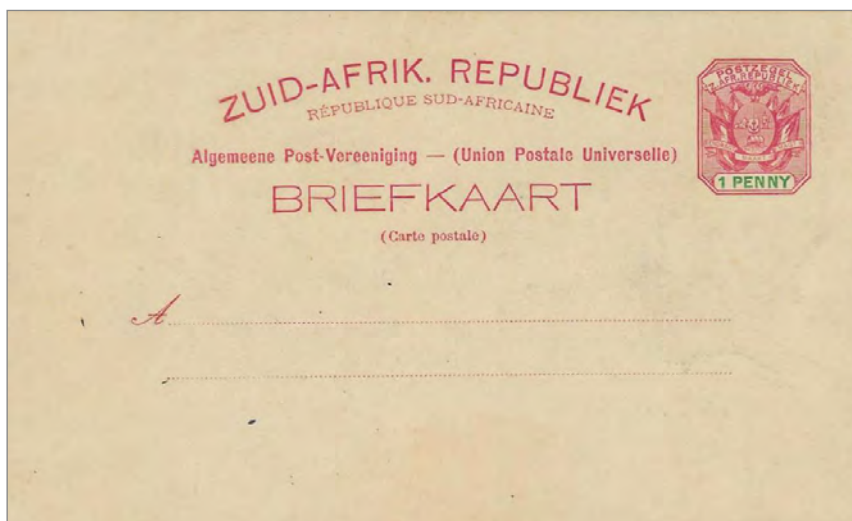 ZUID-AFRIK. REPUBLIEK
RÉPUBLIQUE SUD-AFRICAINE
Algemeene Post-Vereeniging — (Union Postale Universelle)
BRIEFKAART
(Carte postale)
A
POSTZEGEL
Z. AFR. REPUBLIEK
1 PENNY